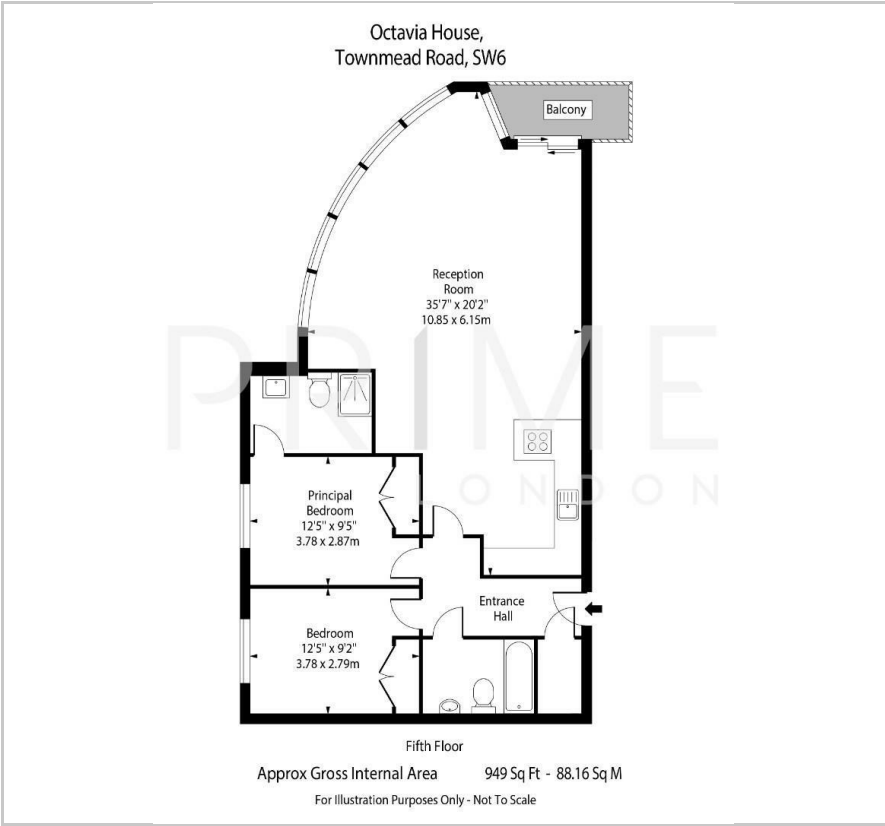 Octavia House,
Townmead Road, SW6
Balcony
Reception
Room
35'7" x 20'2"
10.85 x 6.15m
PRIME
LONDON
Principal
Bedroom
12'5" x 9'5"
3.78 x 2.87m
Entrance
Hall
Bedroom
12'5" x 9'2"
3.78 x 2.79m
Fifth Floor
Approx Gross Internal Area 949 Sq Ft - 88.16 Sq M
For Illustration Purposes Only - Not To Scale